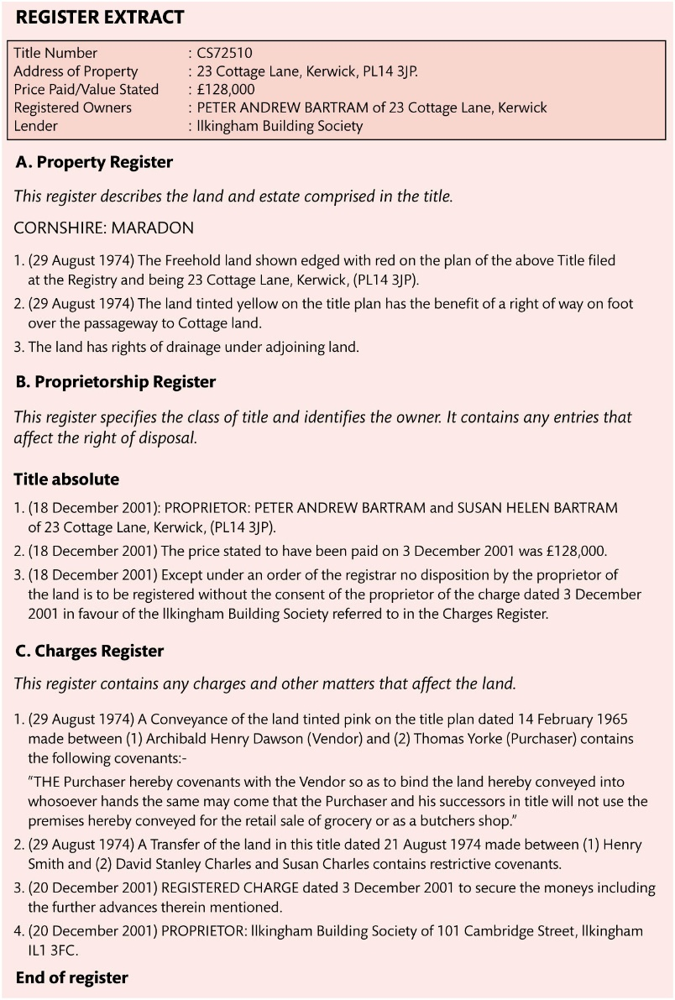 REGISTER EXTRACT
Title Number : CS72510
Address of Property : 23 Cottage Lane, Kerwick, PL14 3JP.
Price Paid/Value Stated : £128,000
Registered Owners : PETER ANDREW BARTRAM of 23 Cottage Lane, Kerwick
Lender : llkingham Building Society
A. Property Register
This register describes the land and estate comprised in the title.
CORNSHIRE: MARADON
1. (29 August 1974) The Freehold land shown edged with red on the plan of the above Title filed
at the Registry and being 23 Cottage Lane, Kerwick, (PL14 3JP).
2. (29 August 1974) The land tinted yellow on the title plan has the benefit of a right of way on foot
over the passageway to Cottage land.
3. The land has rights of drainage under adjoining land.
B. Proprietorship Register
This register specifies the class of title and identifies the owner. It contains any entries that
affect the right of disposal.
Title absolute
1. (18 December 2001): PROPRIETOR: PETER ANDREW BARTRAM and SUSAN HELEN BARTRAM
of 23 Cottage Lane, Kerwick, (PL14 3JP).
2. (18 December 2001) The price stated to have been paid on 3 December 2001 was £128,000.
3. (18 December 2001) Except under an order of the registrar no disposition by the proprietor of
the land is to be registered without the consent of the proprietor of the charge dated 3 December
2001 in favour of the llkingham Building Society referred to in the Charges Register.
C. Charges Register
This register contains any charges and other matters that affect the land.
1. (29 August 1974) A Conveyance of the land tinted pink on the title plan dated 14 February 1965
made between (1) Archibald Henry Dawson (Vendor) and (2) Thomas Yorke (Purchaser) contains
the following covenants:-
"THE Purchaser hereby covenants with the Vendor so as to bind the land hereby conveyed into
whosoever hands the same may come that the Purchaser and his successors in title will not use the
premises hereby conveyed for the retail sale of grocery or as a butchers shop."
2. (29 August 1974) A Transfer of the land in this title dated 21 August 1974 made between (1) Henry
Smith and (2) David Stanley Charles and Susan Charles contains restrictive covenants.
3. (20 December 2001) REGISTERED CHARGE dated 3 December 2001 to secure the moneys including
the further advances therein mentioned.
4. (20 December 2001) PROPRIETOR: llkingham Building Society of 101 Cambridge Street, llkingham
IL1 3FC.
End of register